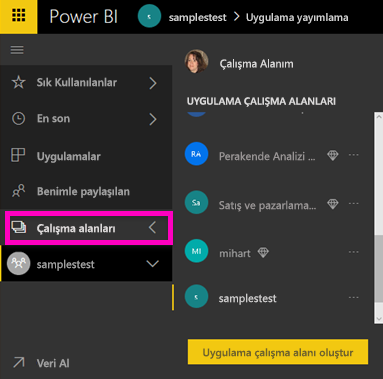 Power BI
s
samplestest > Uygulama yayımlama
Sık Kullanılanlar
En son
Uygulamalar
Benimle paylaşılan
Çalışma alanları
samplestest
Veri Al
Çalışma Alanım
UYGULAMA ÇALIŞMA ALANLARI
RA
Perakende Analizi ...
Sa
Satış ve pazarlama...
MI
mihart
s
samplestest
Uygulama çalışma alanı oluştur